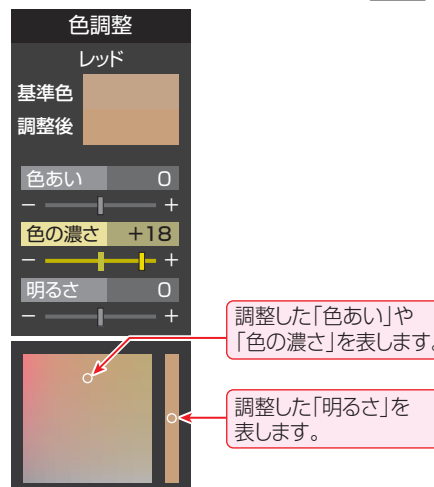 色調整
レッド
基準色
調整後
色あい 0
− +
色の濃さ +18
− +
明るさ 0
− +
調整した「色あい」や
「色の濃さ」を表します。
調整した「明るさ」を
表します。